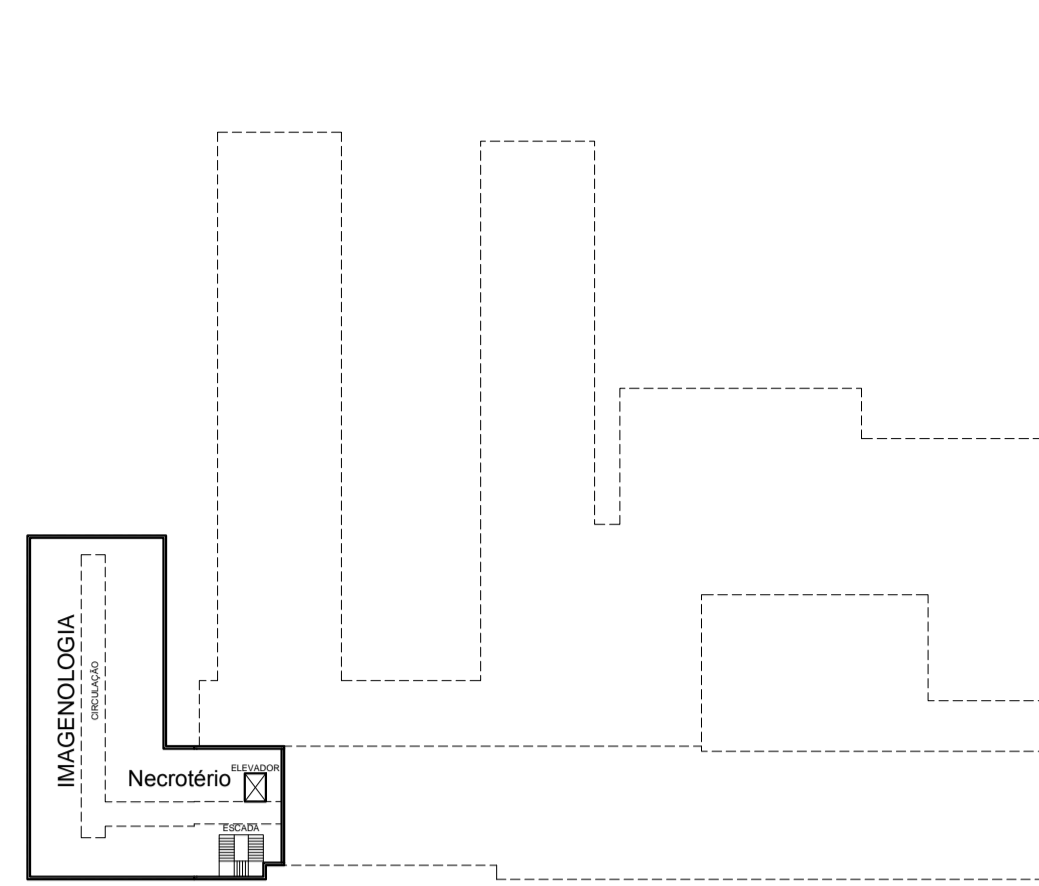 IMAGENOLOGIA
CIRCULAÇÃO
Necrotério
ELEVADOR
ESCADA